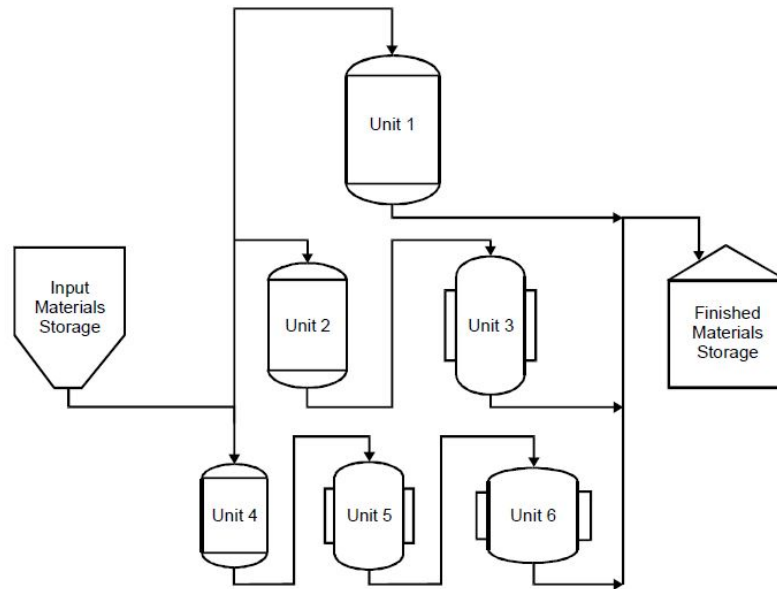 Unit 1
Input
Materials
Storage
Unit 2
Unit 3
Finished
Materials
Storage
Unit 4
Unit 5
Unit 6